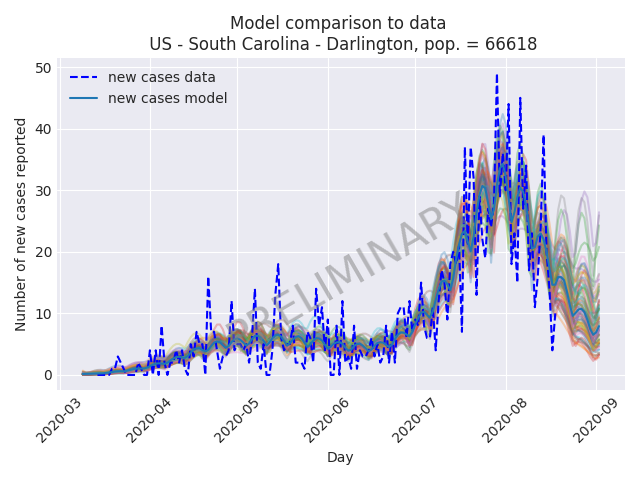 Model comparison to data
US - South Carolina - Darlington, pop. = 66618
new cases data
new cases model
PRELIMINARY
Number of new cases reported
50
40
30
20
10
0
2020-03
2020-04
2020-05
2020-06
2020-07
2020-08
2020-09
Day